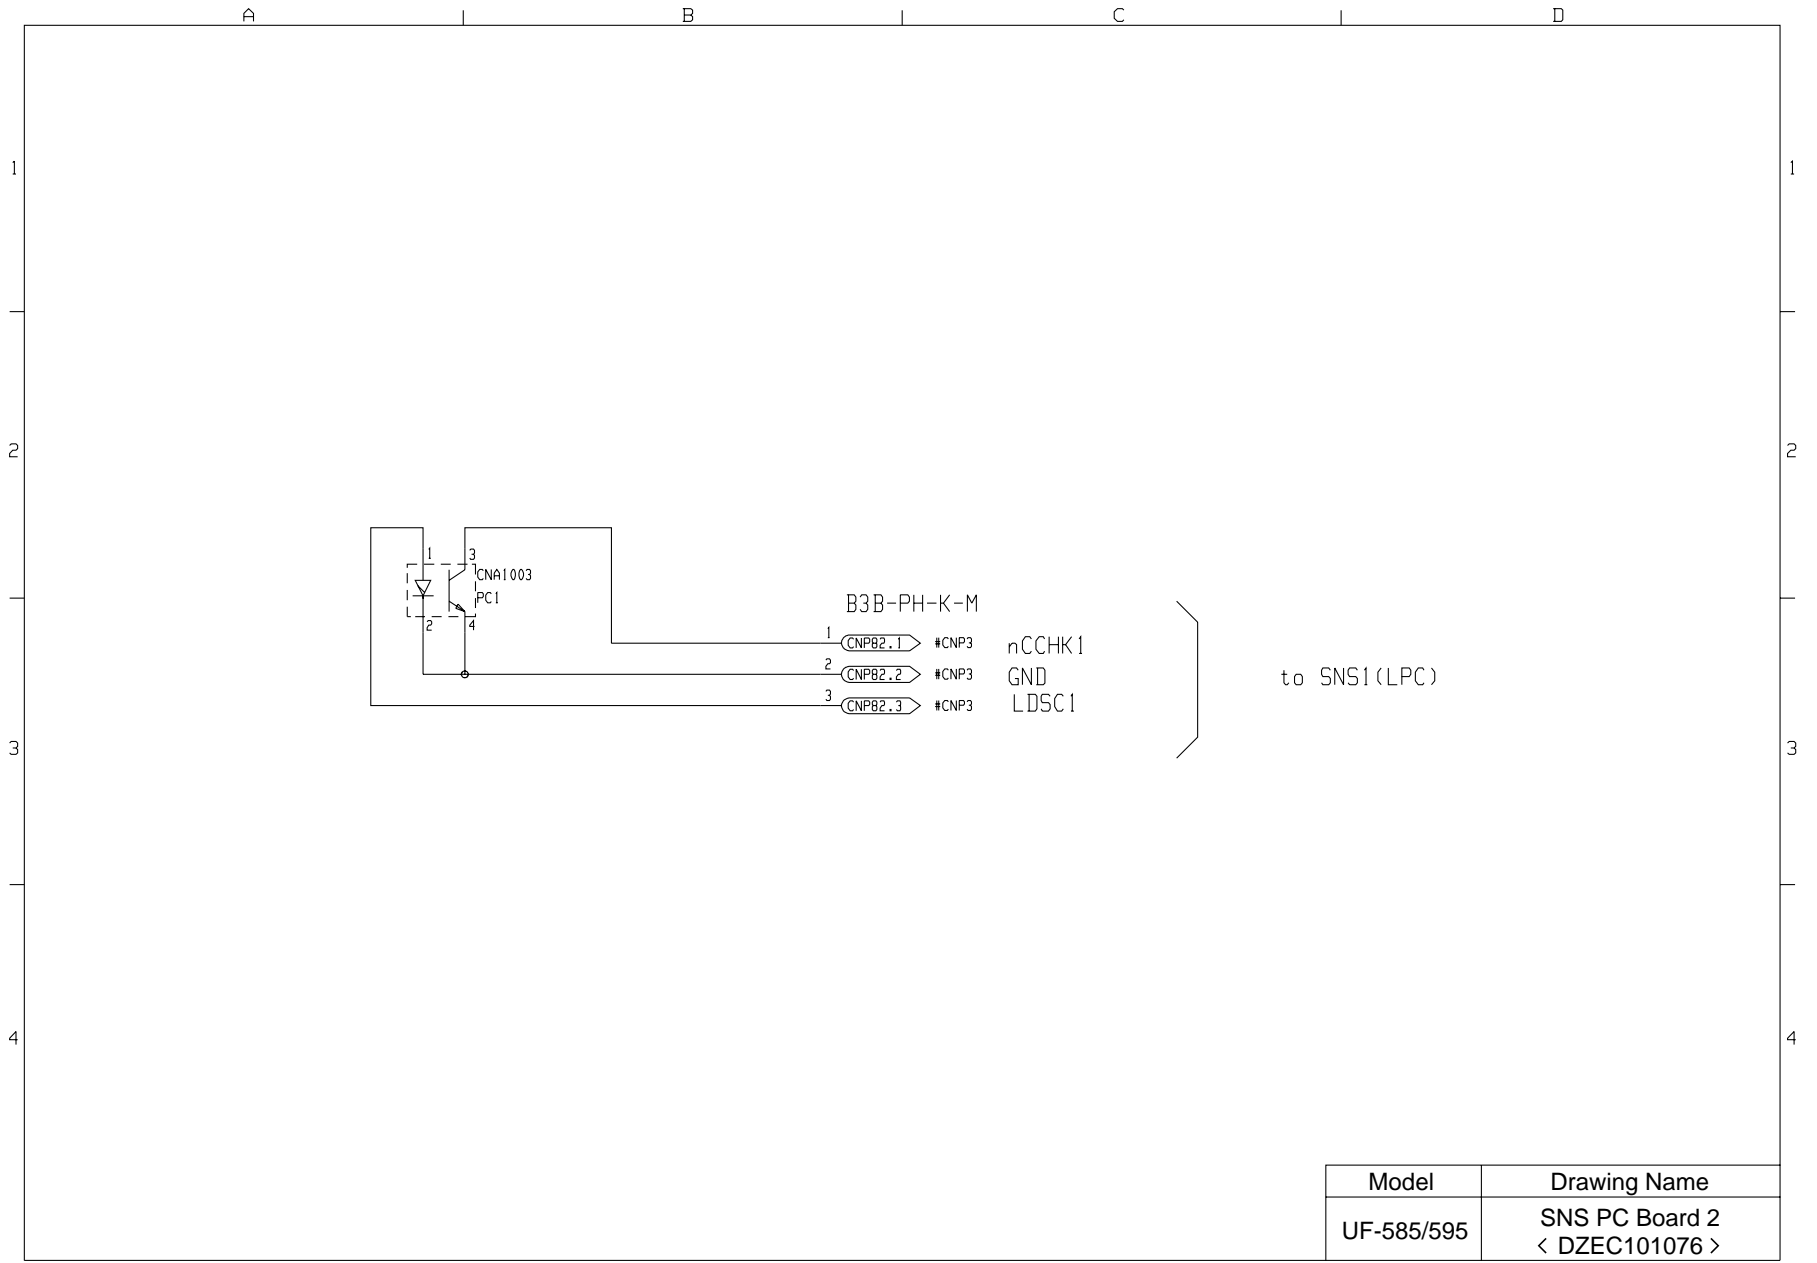 A B C D
1 1
2 2
1 3
CNA1003
PC1
2 4
B3B-PH-K-M
1 CNP82.1 #CNP3 nCCHK1
2 CNP82.2 #CNP3 GND
3 CNP82.3 #CNP3 LDSC1
to SNS1(LPC)
3 3
4 4
Model Drawing Name
UF-585/595 SNS PC Board 2
< DZEC101076 >